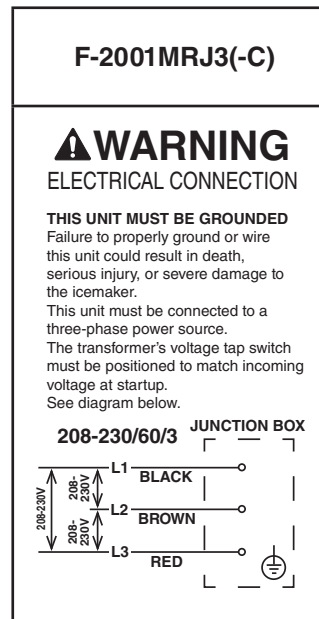 F-2001MRJ3(-C)
WARNING
ELECTRICAL CONNECTION
THIS UNIT MUST BE GROUNDED
Failure to properly ground or wire
this unit could result in death,
serious injury, or severe damage to
the icemaker.
This unit must be connected to a
three-phase power source.
The transformer's voltage tap switch
must be positioned to match incoming
voltage at startup.
See diagram below.
208-230/60/3
JUNCTION BOX
L1
BLACK
208-230V
208-
230V
L2
BROWN
208-
230V
L3
RED